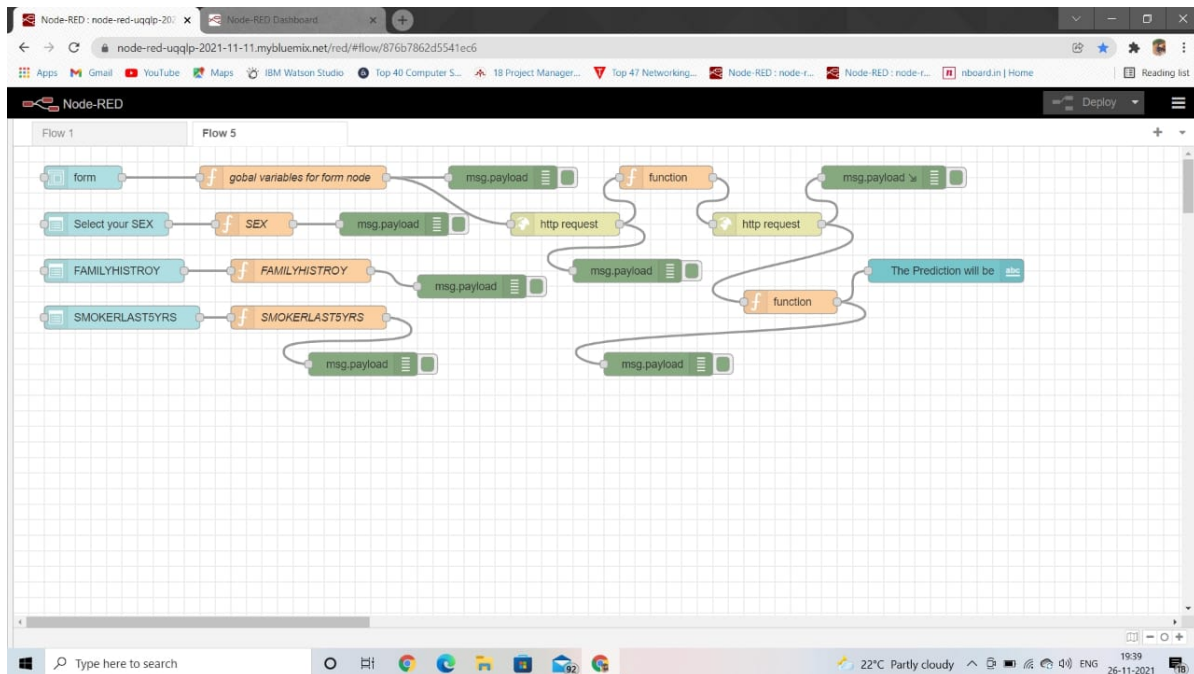 Node-RED : node-red-uqqlp-202
Node-RED Dashboard
node-red-uqqlp-2021-11-11.mybluemix.net/red/#flow/876b7862d5541ec6
Apps
Gmail
YouTube
Maps
IBM Watson Studio
Top 40 Computer S...
18 Project Manager...
Top 47 Networking...
Node-RED : node-r...
Node-RED : node-r...
nboard.in | Home
Reading list
Node-RED
Deploy
Flow 1
Flow 5
form
gobal variables for form node
msg.payload
function
msg.payload
Select your SEX
SEX
msg.payload
http request
http request
FAMILYHISTROY
FAMILYHISTROY
msg.payload
msg.payload
The Prediction will be
abc
SMOKERLAST5YRS
SMOKERLAST5YRS
function
msg.payload
msg.payload
Type here to search
92
22°C Partly cloudy
ENG
19:39
26-11-2021
18